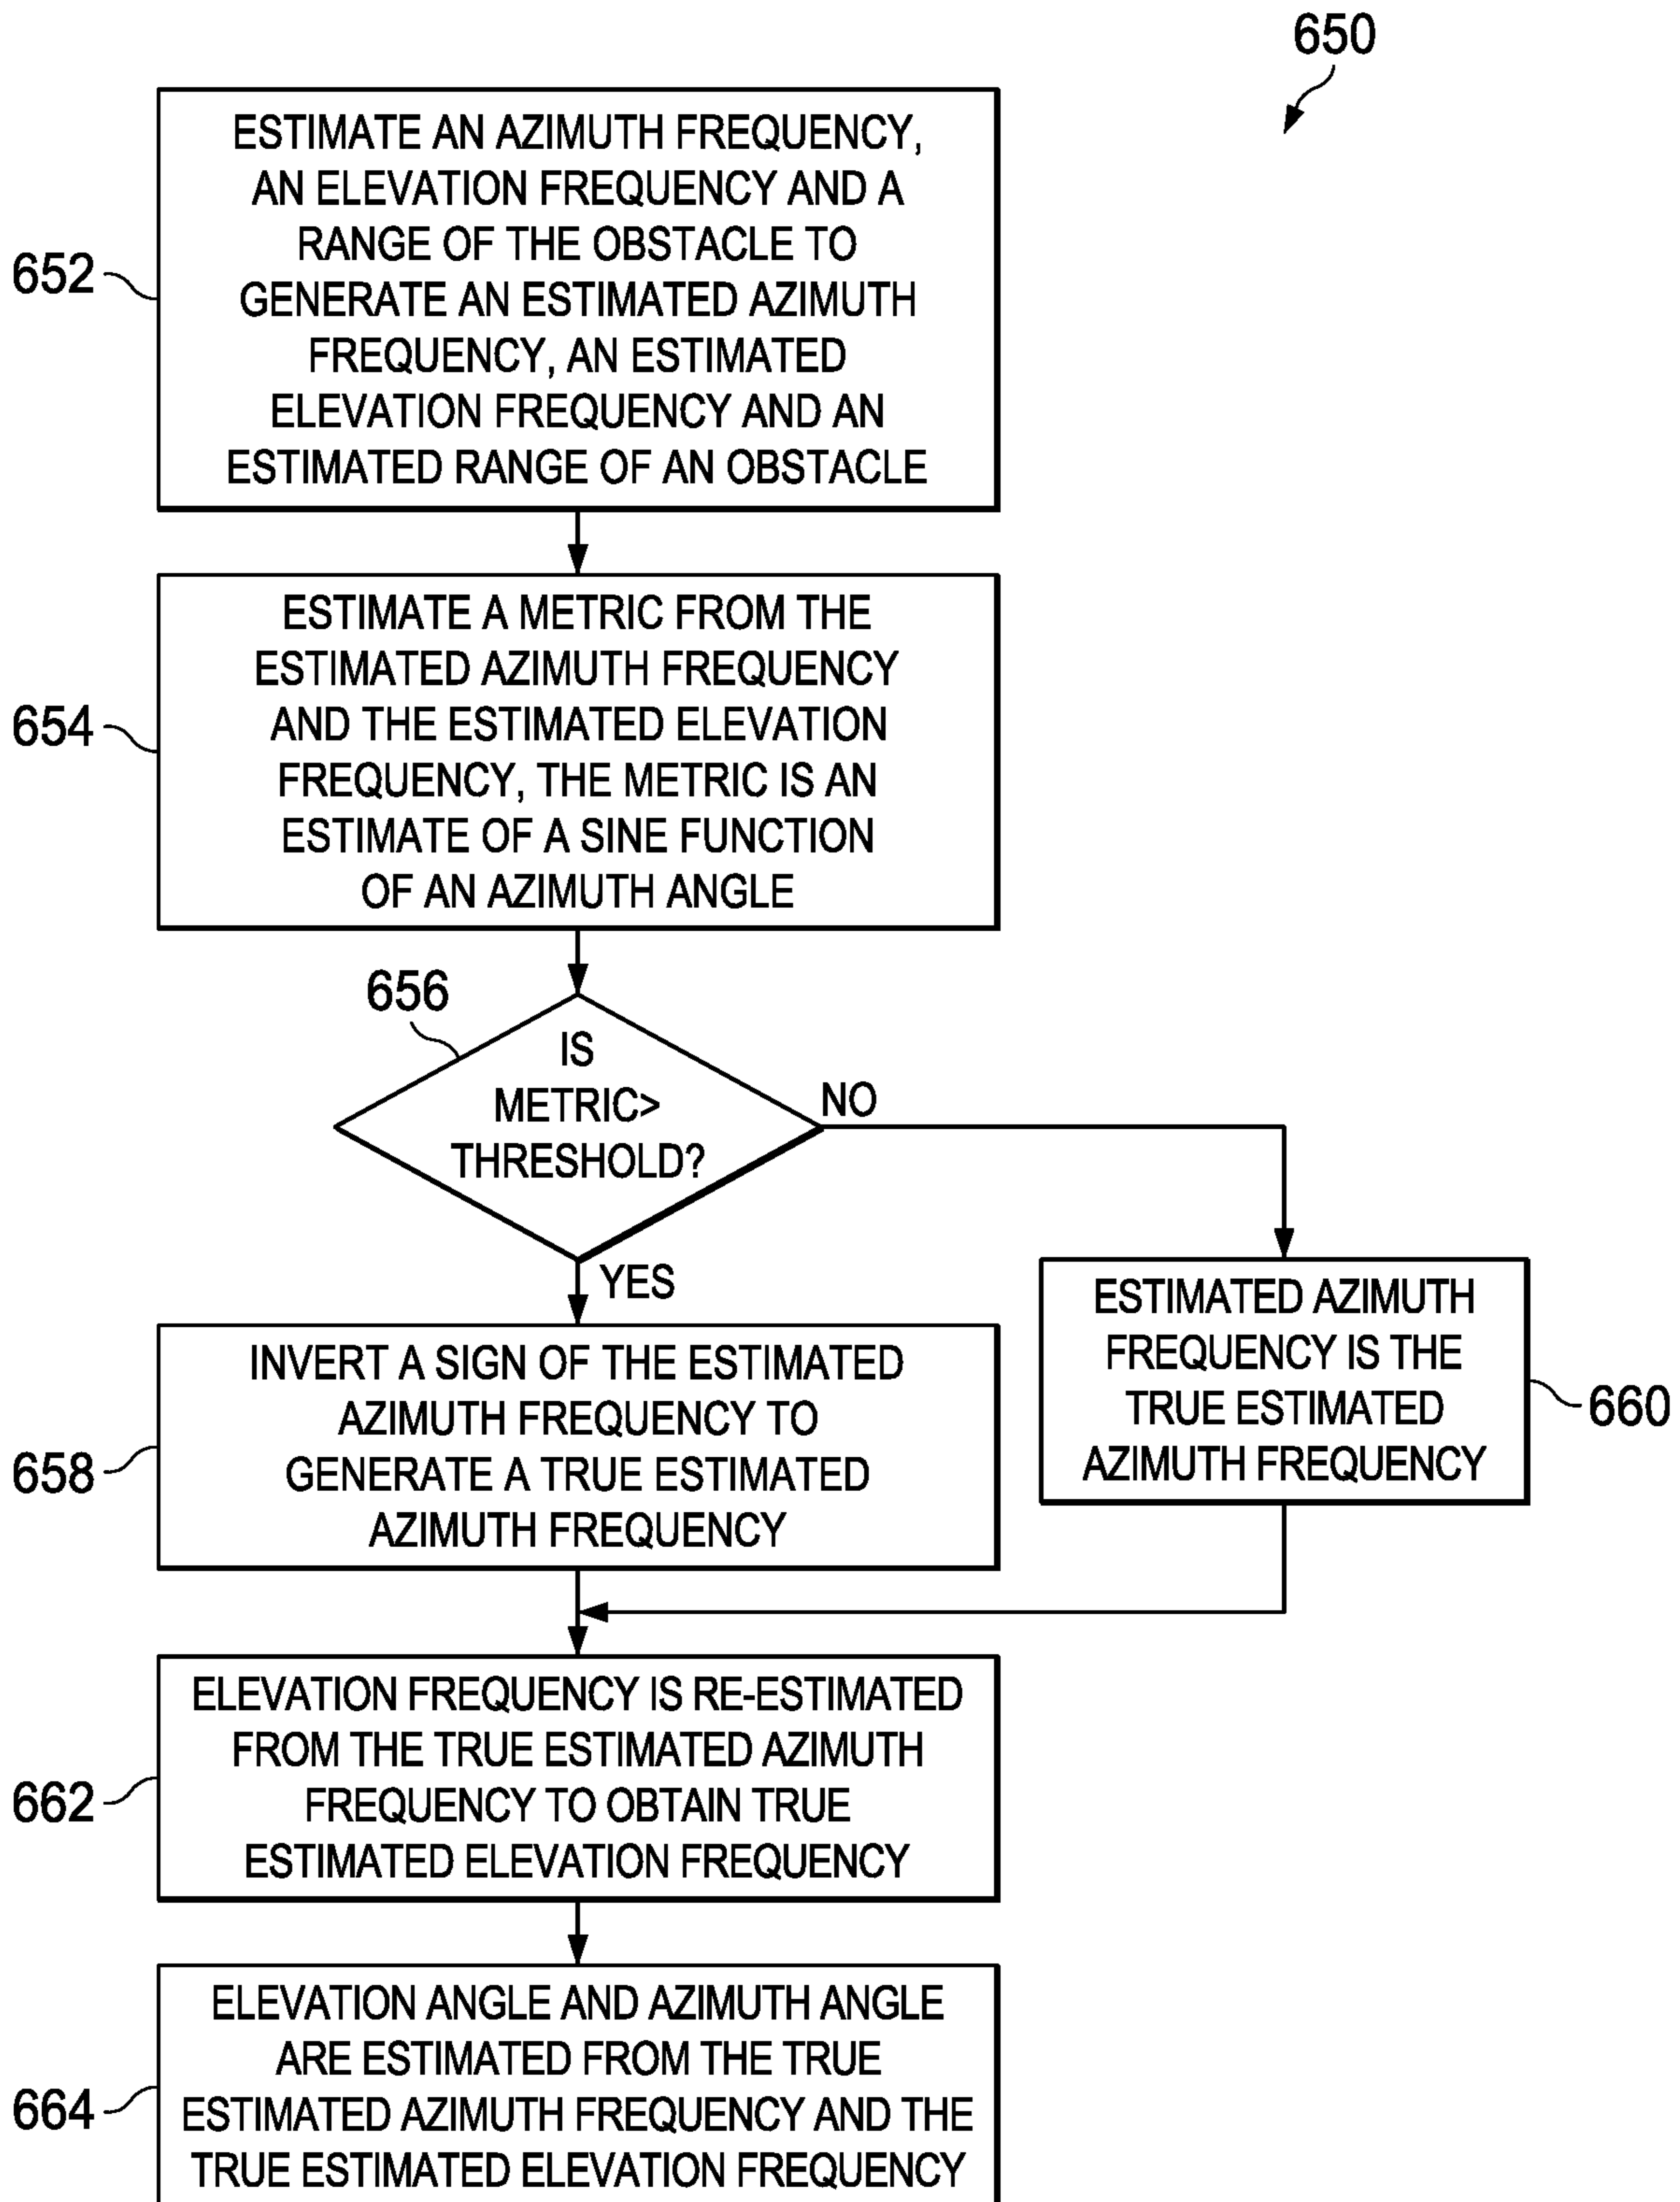 650
652
ESTIMATE AN AZIMUTH FREQUENCY,
AN ELEVATION FREQUENCY AND A
RANGE OF THE OBSTACLE TO
GENERATE AN ESTIMATED AZIMUTH
FREQUENCY, AN ESTIMATED
ELEVATION FREQUENCY AND AN
ESTIMATED RANGE OF AN OBSTACLE
654
ESTIMATE A METRIC FROM THE
ESTIMATED AZIMUTH FREQUENCY
AND THE ESTIMATED ELEVATION
FREQUENCY, THE METRIC IS AN
ESTIMATE OF A SINE FUNCTION
OF AN AZIMUTH ANGLE
656
IS
METRIC>
THRESHOLD?
NO
YES
658
INVERT A SIGN OF THE ESTIMATED
AZIMUTH FREQUENCY TO
GENERATE A TRUE ESTIMATED
AZIMUTH FREQUENCY
ESTIMATED AZIMUTH
FREQUENCY IS THE
TRUE ESTIMATED
AZIMUTH FREQUENCY
660
662
ELEVATION FREQUENCY IS RE-ESTIMATED
FROM THE TRUE ESTIMATED AZIMUTH
FREQUENCY TO OBTAIN TRUE
ESTIMATED ELEVATION FREQUENCY
664
ELEVATION ANGLE AND AZIMUTH ANGLE
ARE ESTIMATED FROM THE TRUE
ESTIMATED AZIMUTH FREQUENCY AND THE
TRUE ESTIMATED ELEVATION FREQUENCY